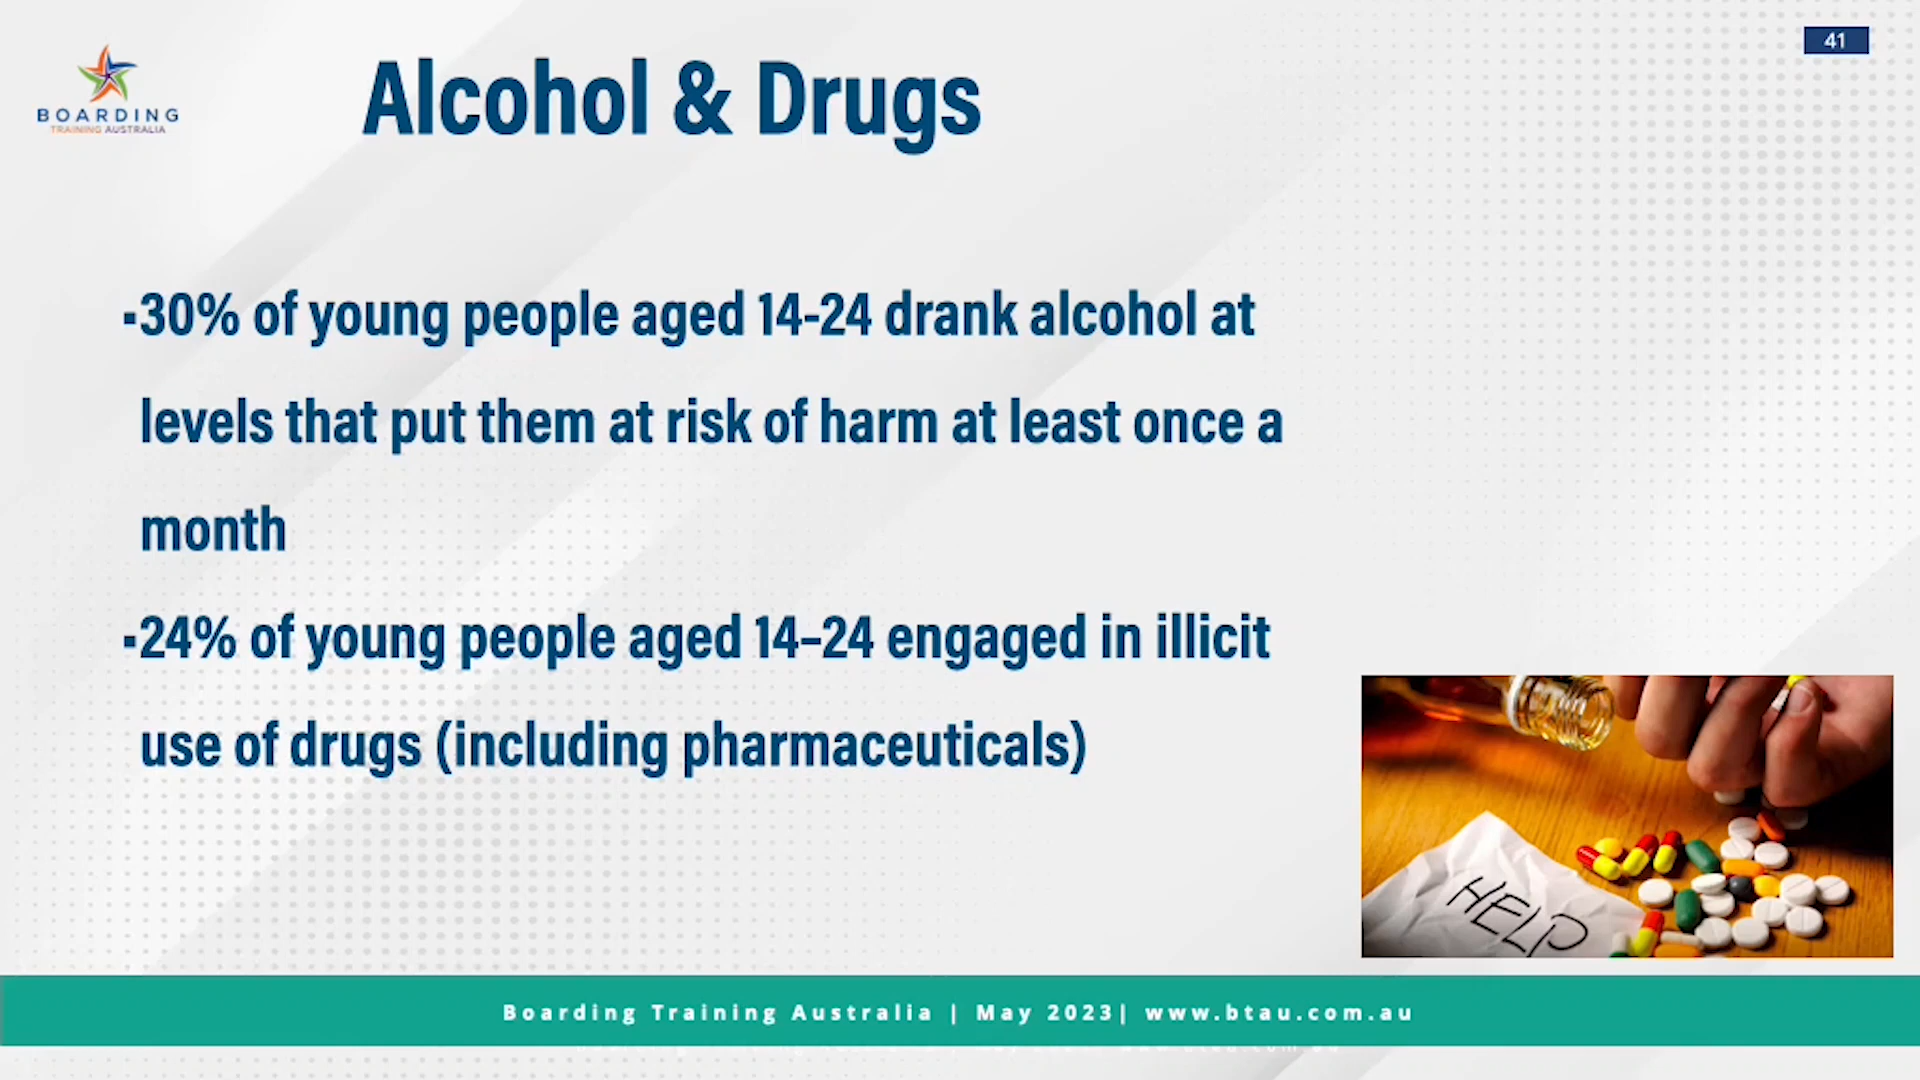 41
BOARDING
TRAINING AUSTRALIA
Alcohol & Drugs
▪30% of young people aged 14-24 drank alcohol at
levels that put them at risk of harm at least once a
month
▪24% of young people aged 14–24 engaged in illicit
use of drugs (including pharmaceuticals)
HELP
Boarding Training Australia | May 2023| www.btau.com.au